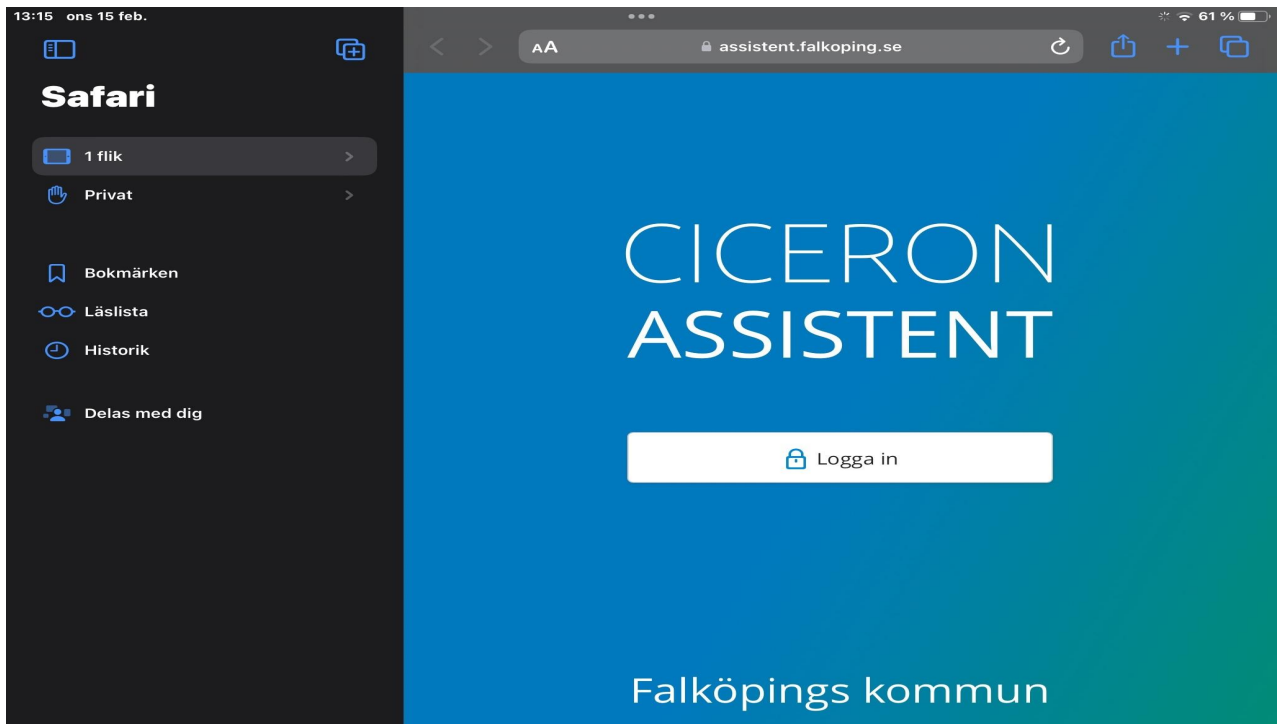 13:15 ons 15 feb.
61 %
Safari
1 flik
Privat
Bokmärken
Läslista
Historik
Delas med dig
AA assistent.falkoping.se
CICERON
ASSISTENT
Logga in
Falköpings kommun